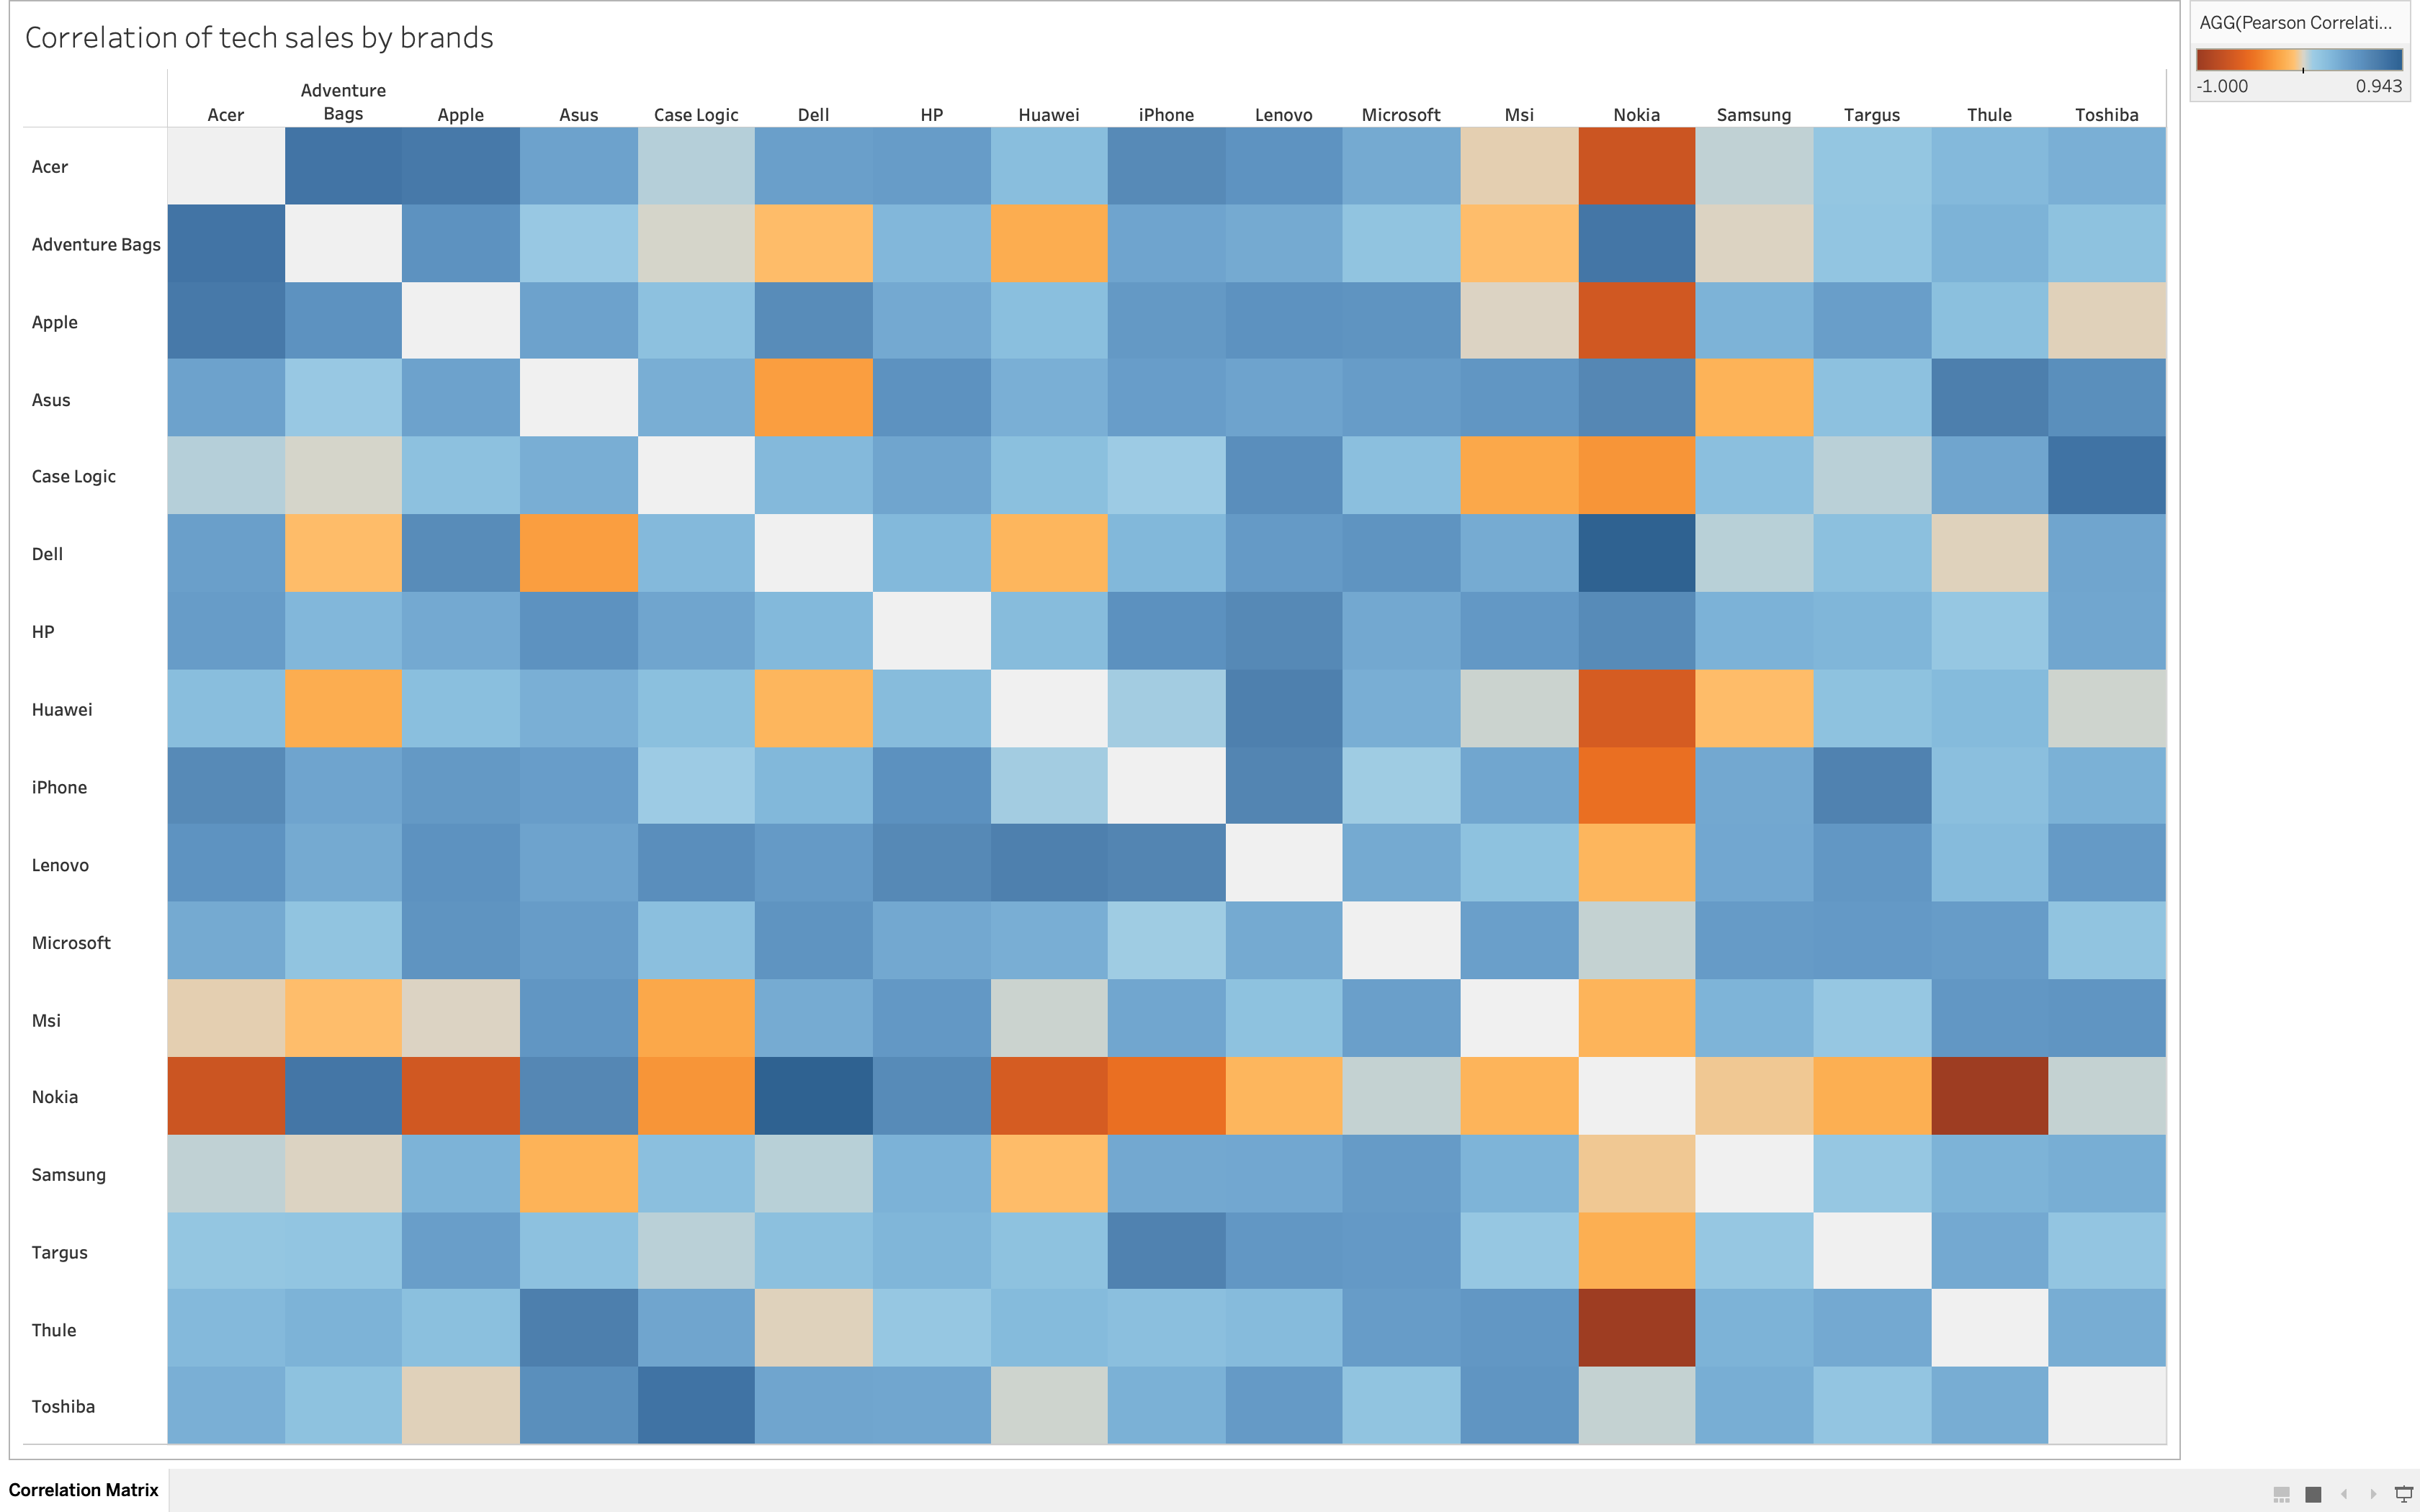 Correlation of tech sales by brands
AGG(Pearson Correlati...
-1.000 0.943
Acer Adventure Bags Apple Asus Case Logic Dell HP Huawei iPhone Lenovo Microsoft Msi Nokia Samsung Targus Thule Toshiba
Acer
Adventure Bags
Apple
Asus
Case Logic
Dell
HP
Huawei
iPhone
Lenovo
Microsoft
Msi
Nokia
Samsung
Targus
Thule
Toshiba
Correlation Matrix